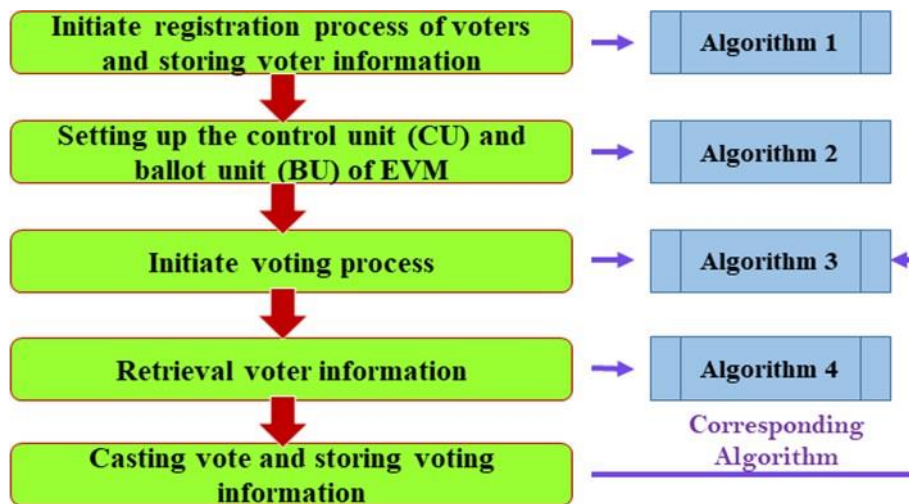 Initiate registration process of voters
and storing voter information
Algorithm 1
Setting up the control unit (CU) and
ballot unit (BU) of EVM
Algorithm 2
Initiate voting process
Algorithm 3
Retrieval voter information
Algorithm 4
Casting vote and storing voting
information
Corresponding
Algorithm